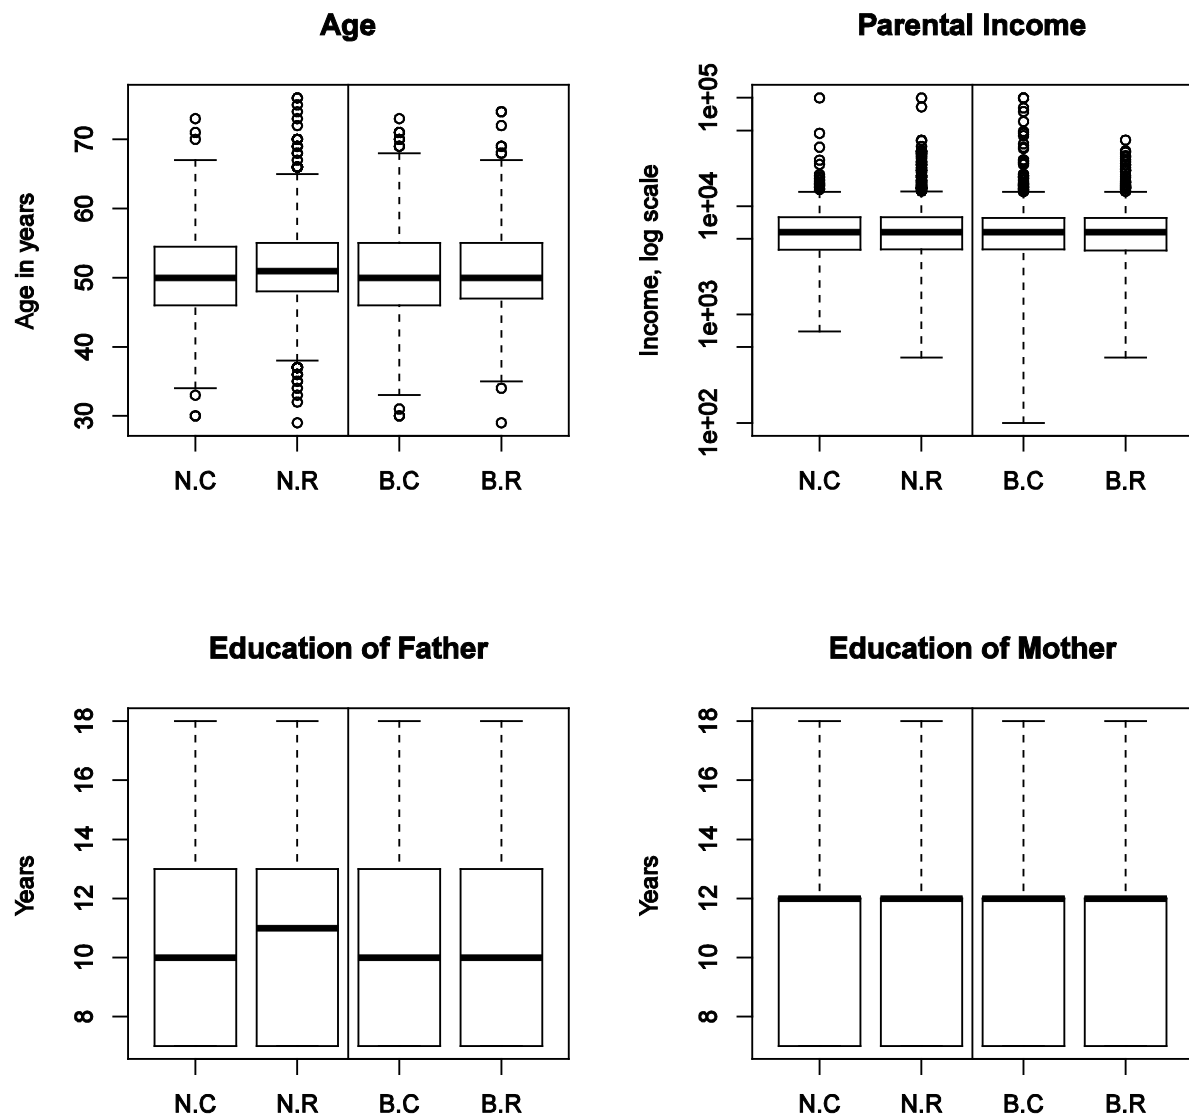 Age
Age in years
70
60
50
40
30
N.C N.R B.C B.R
Parental Income
Income, log scale
1e+05
1e+04
1e+03
1e+02
N.C N.R B.C B.R
Education of Father
Years
18
16
14
12
10
8
N.C N.R B.C B.R
Education of Mother
Years
18
16
14
12
10
8
N.C N.R B.C B.R